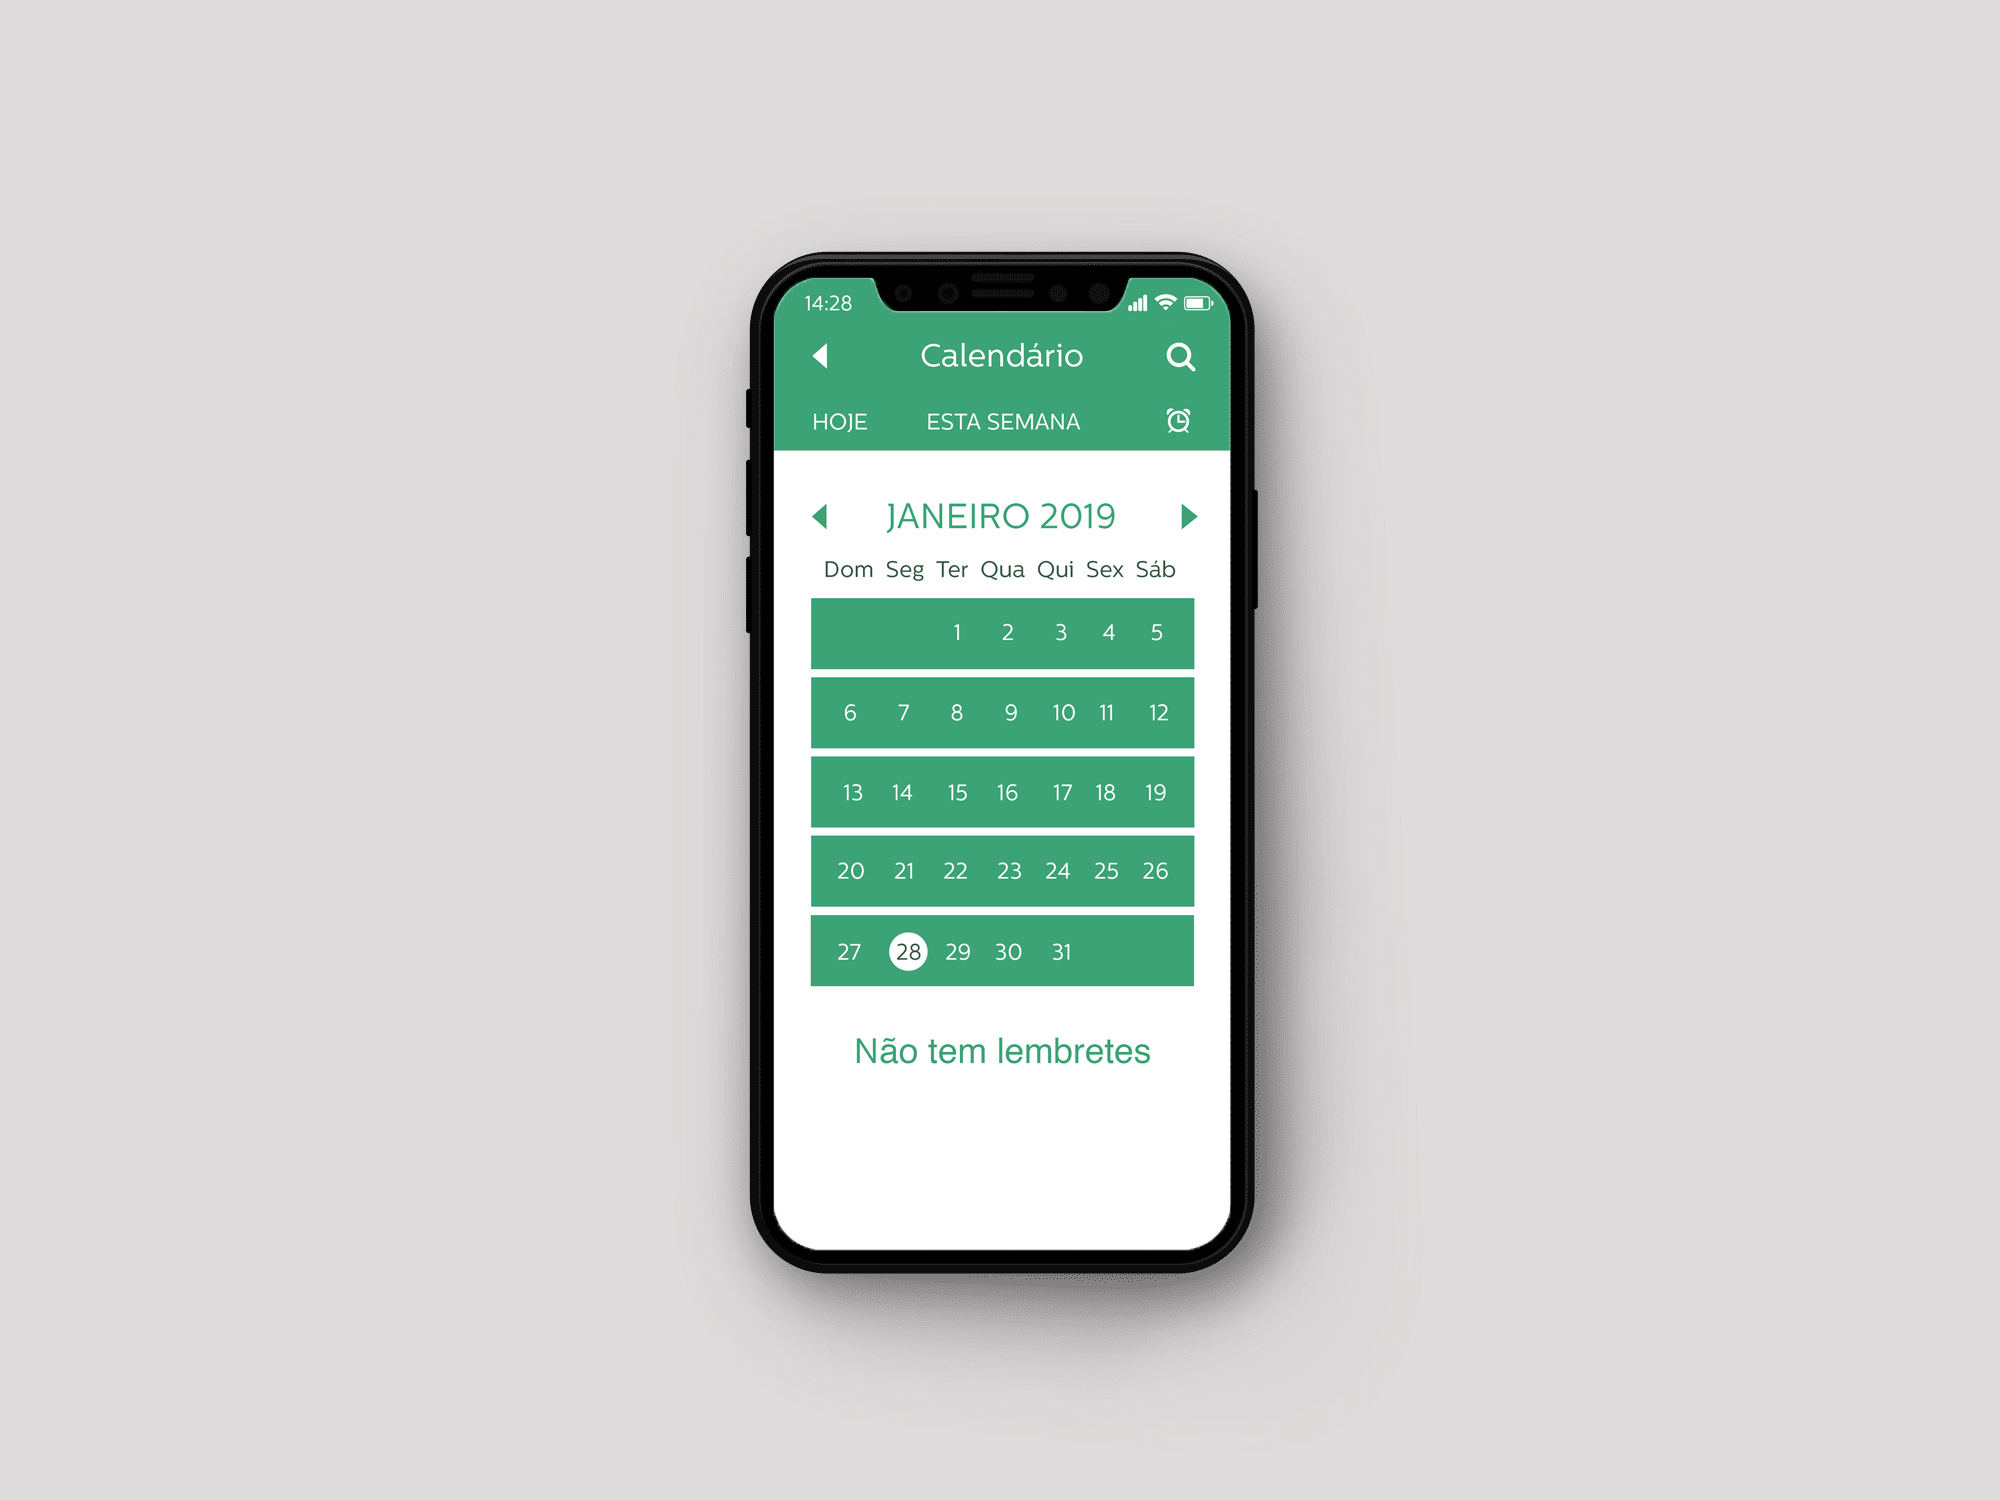 14:28
Calendário
HOJE ESTA SEMANA
JANEIRO 2019
Dom Seg Ter Qua Qui Sex Sáb
1 2 3 4 5
6 7 8 9 10 11 12
13 14 15 16 17 18 19
20 21 22 23 24 25 26
27 28 29 30 31
Não tem lembretes